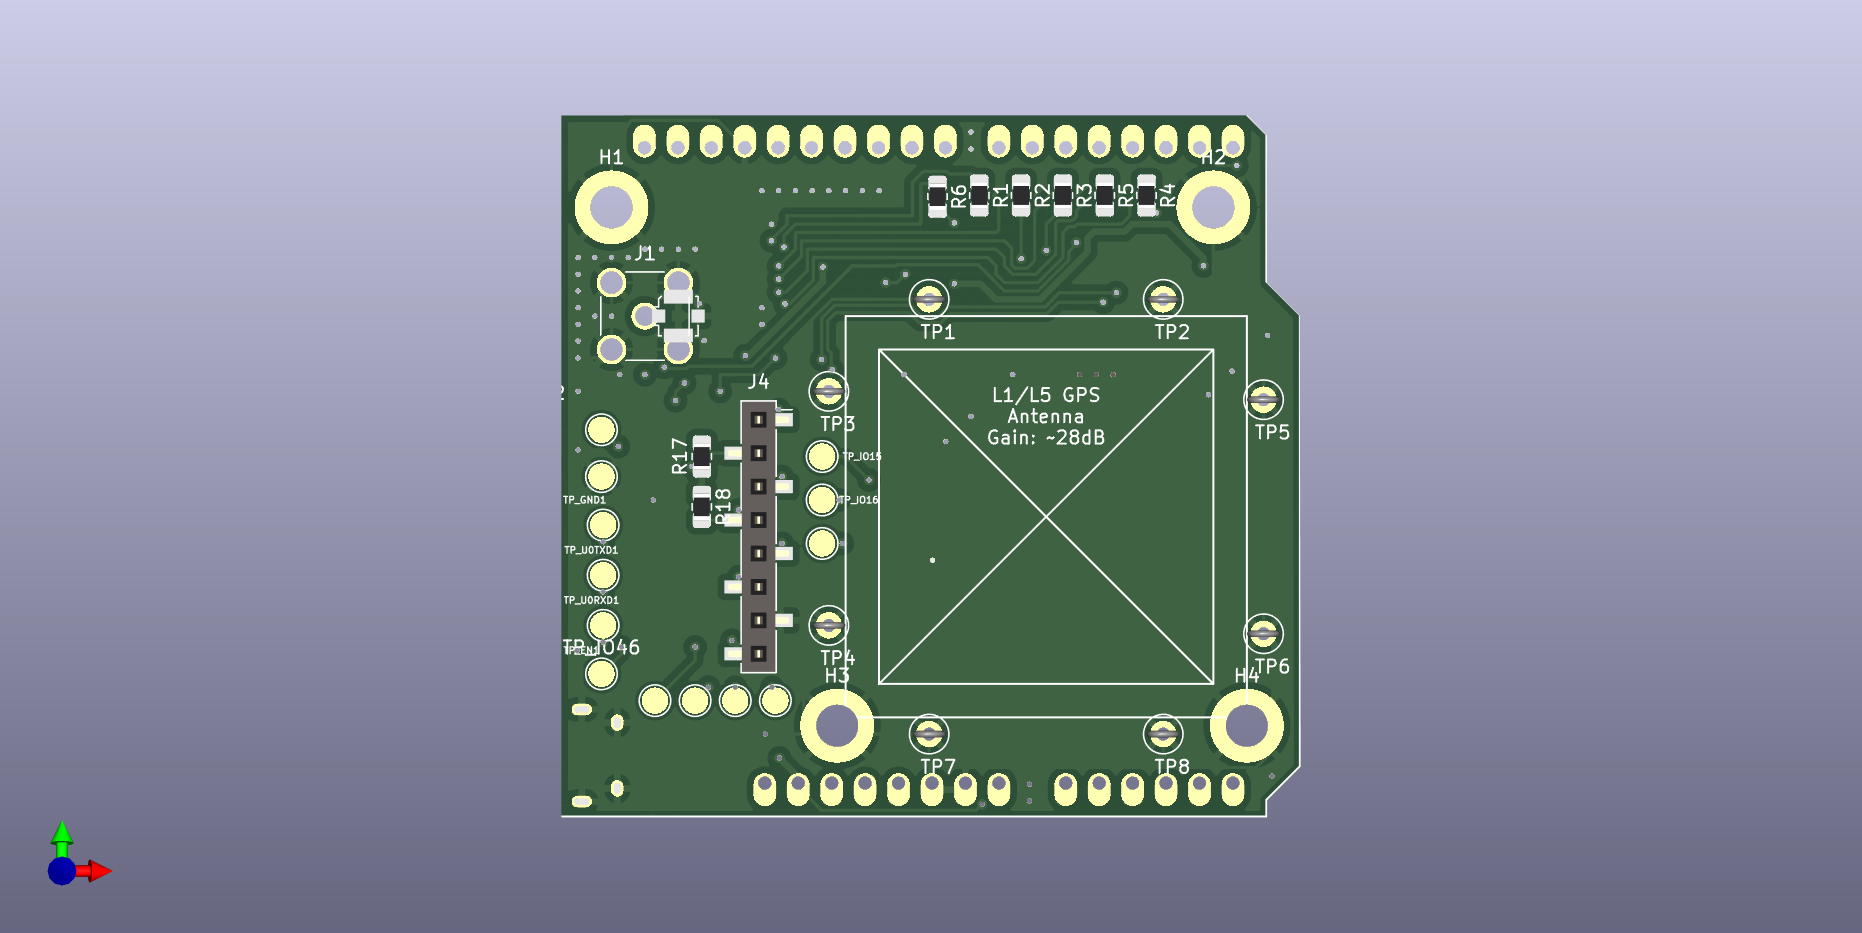 H1
H2
R6
R1
R2
R3
R5
R4
J1
TP1
TP2
J4
L1/L5 GPS
Antenna
Gain: ~28dB
TP3
TP5
R17
TP_IO15
R18
TP_GND1
TP_IO16
TP_U0TXD1
TP_U0RXD1
TP_IO46
TP4
TP6
H3
H4
TP7
TP8